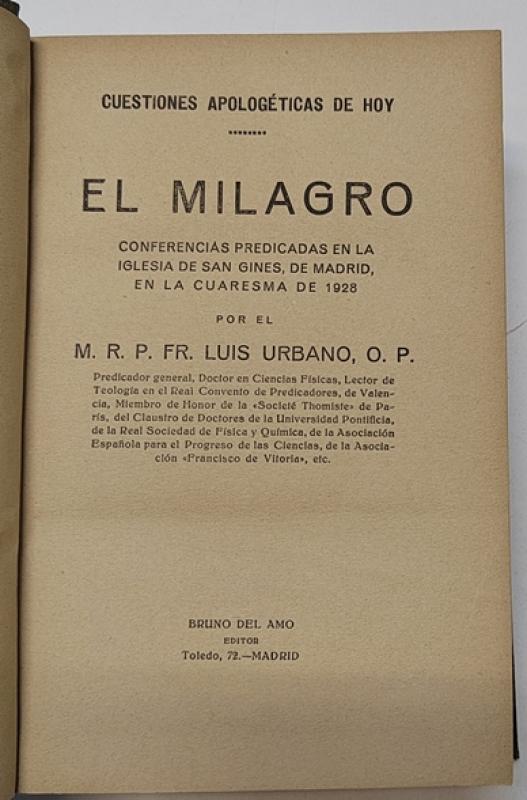 CUESTIONES APOLOGÉTICAS DE HOY
EL MILAGRO
CONFERENCIAS PREDICADAS EN LA
IGLESIA DE SAN GINES, DE MADRID,
EN LA CUARESMA DE 1928
POR EL
M. R. P. FR. LUIS URBANO, O. P.
Predicador general, Doctor en Ciencias Físicas, Lector de
Teología en el Real Convento de Predicadores, de Valen-
cia, Miembro de Honor de la «Societé Thomiste» de Pa-
rís, del Claustro de Doctores de la Universidad Pontificia,
de la Real Sociedad de Física y Química, de la Asociación
Española para el Progreso de las Ciencias, de la Asocia-
ción «Francisco de Vitoria», etc.
BRUNO DEL AMO
EDITOR
Toledo, 72.—MADRID